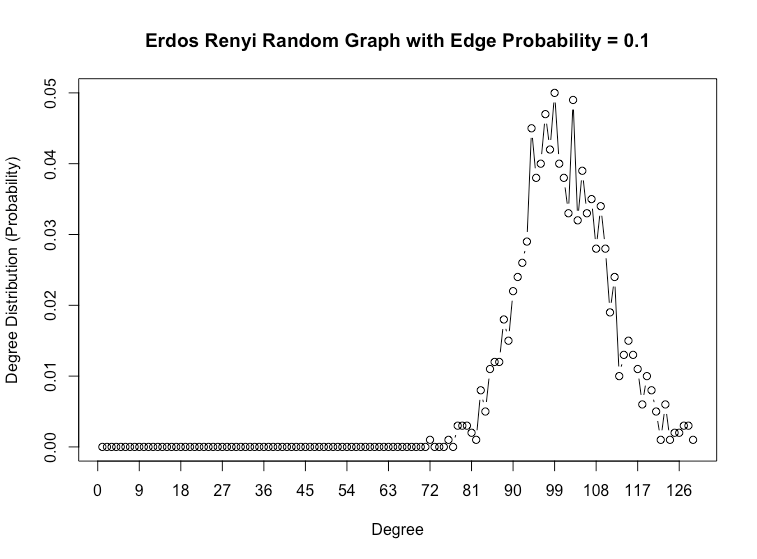 Erdos Renyi Random Graph with Edge Probability = 0.1
Degree Distribution (Probability)
0.05
0.04
0.03
0.02
0.01
0.00
0 9 18 27 36 45 54 63 72 81 90 99 108 117 126
Degree